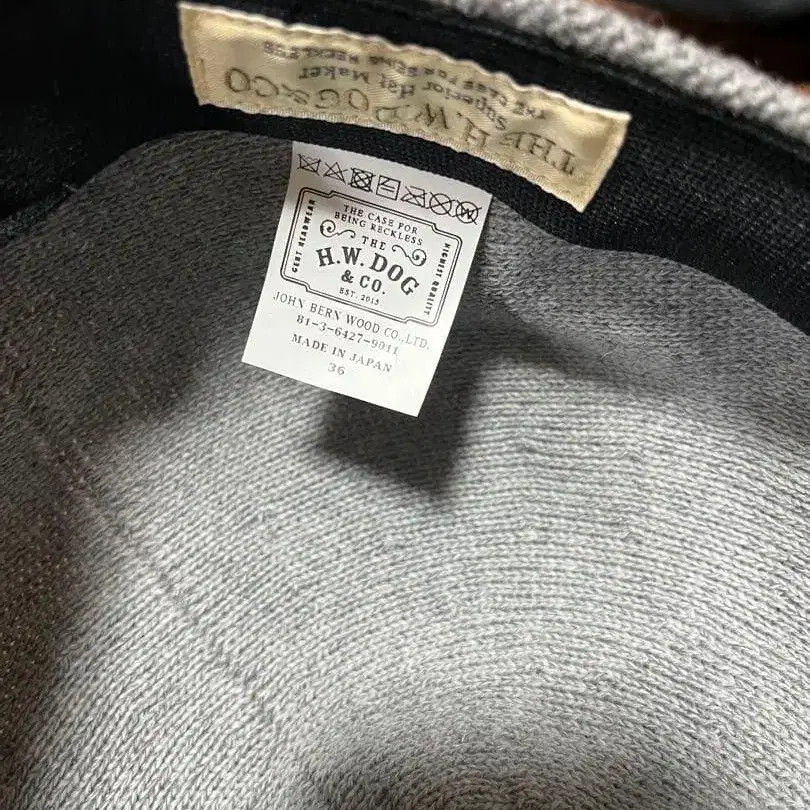 THE H.W.DOG&CO
Superior Hat Maker
THE CASE FOR BEING RECKLESS
THE CASE FOR
BEING RECKLESS
GENT HEADWEAR
THE
H.W. DOG
& CO.
EST. 2015
HIGHEST QUALITY
JOHN BERN WOOD CO.,LTD.
81-3-6427-9011
MADE IN JAPAN
36